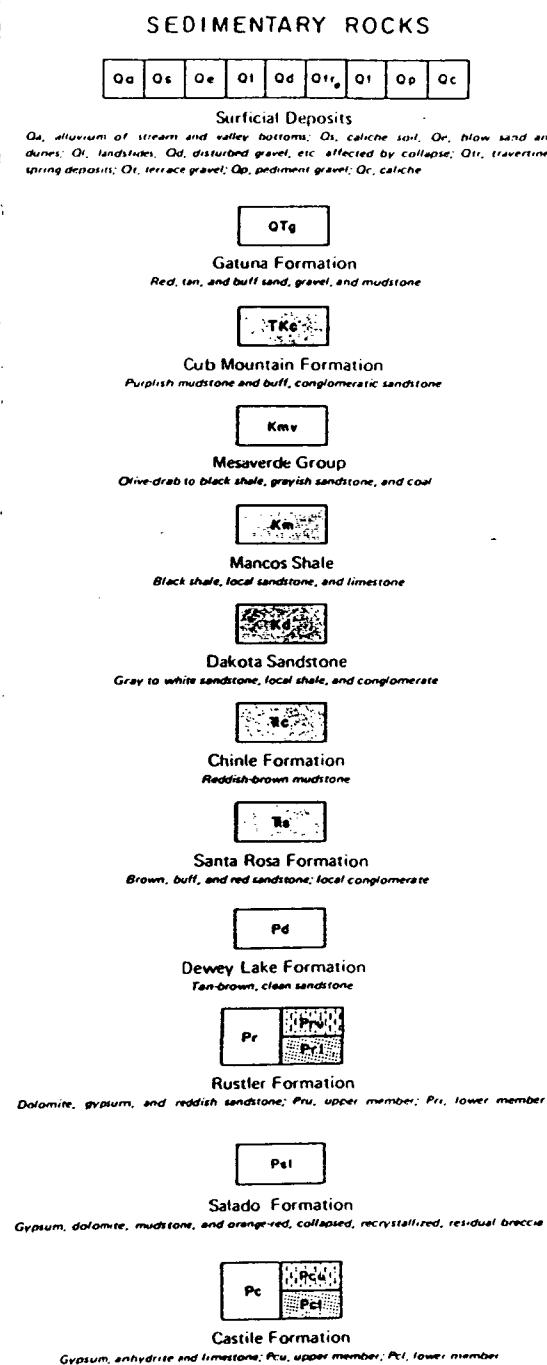 SEDIMENTARY ROCKS
Qa Qs Qe Ql Qd Qtr Qt Qp Qc
Surficial Deposits
Qa, alluvium of stream and valley bottoms; Qs, caliche soil, Qe, blow sand an
dunes; Ql, landslides, Qd, disturbed gravel, etc affected by collapse; Qtr, travertine
spring deposits; Qt, terrace gravel; Qp, pediment gravel; Qc, caliche
QTg
Gatuna Formation
Red, tan, and buff sand, gravel, and mudstone
TKc
Cub Mountain Formation
Purplish mudstone and buff, conglomeratic sandstone
Kmv
Mesaverde Group
Olive-drab to black shale, grayish sandstone, and coal
Km
Mancos Shale
Black shale, local sandstone, and limestone
Kd
Dakota Sandstone
Gray to white sandstone, local shale, and conglomerate
Ꞃc
Chinle Formation
Reddish-brown mudstone
Ꞃs
Santa Rosa Formation
Brown, buff, and red sandstone; local conglomerate
Pd
Dewey Lake Formation
Tan-brown, clean sandstone
Pr Pru
Prl
Rustler Formation
Dolomite, gypsum, and reddish sandstone; Pru, upper member; Prl, lower member
Psl
Salado Formation
Gypsum, dolomite, mudstone, and orange-red, collapsed, recrystallized, residual breccia
Pc Pcu
Pcl
Castile Formation
Gypsum, anhydrite and limestone; Pcu, upper member; Pcl, lower member